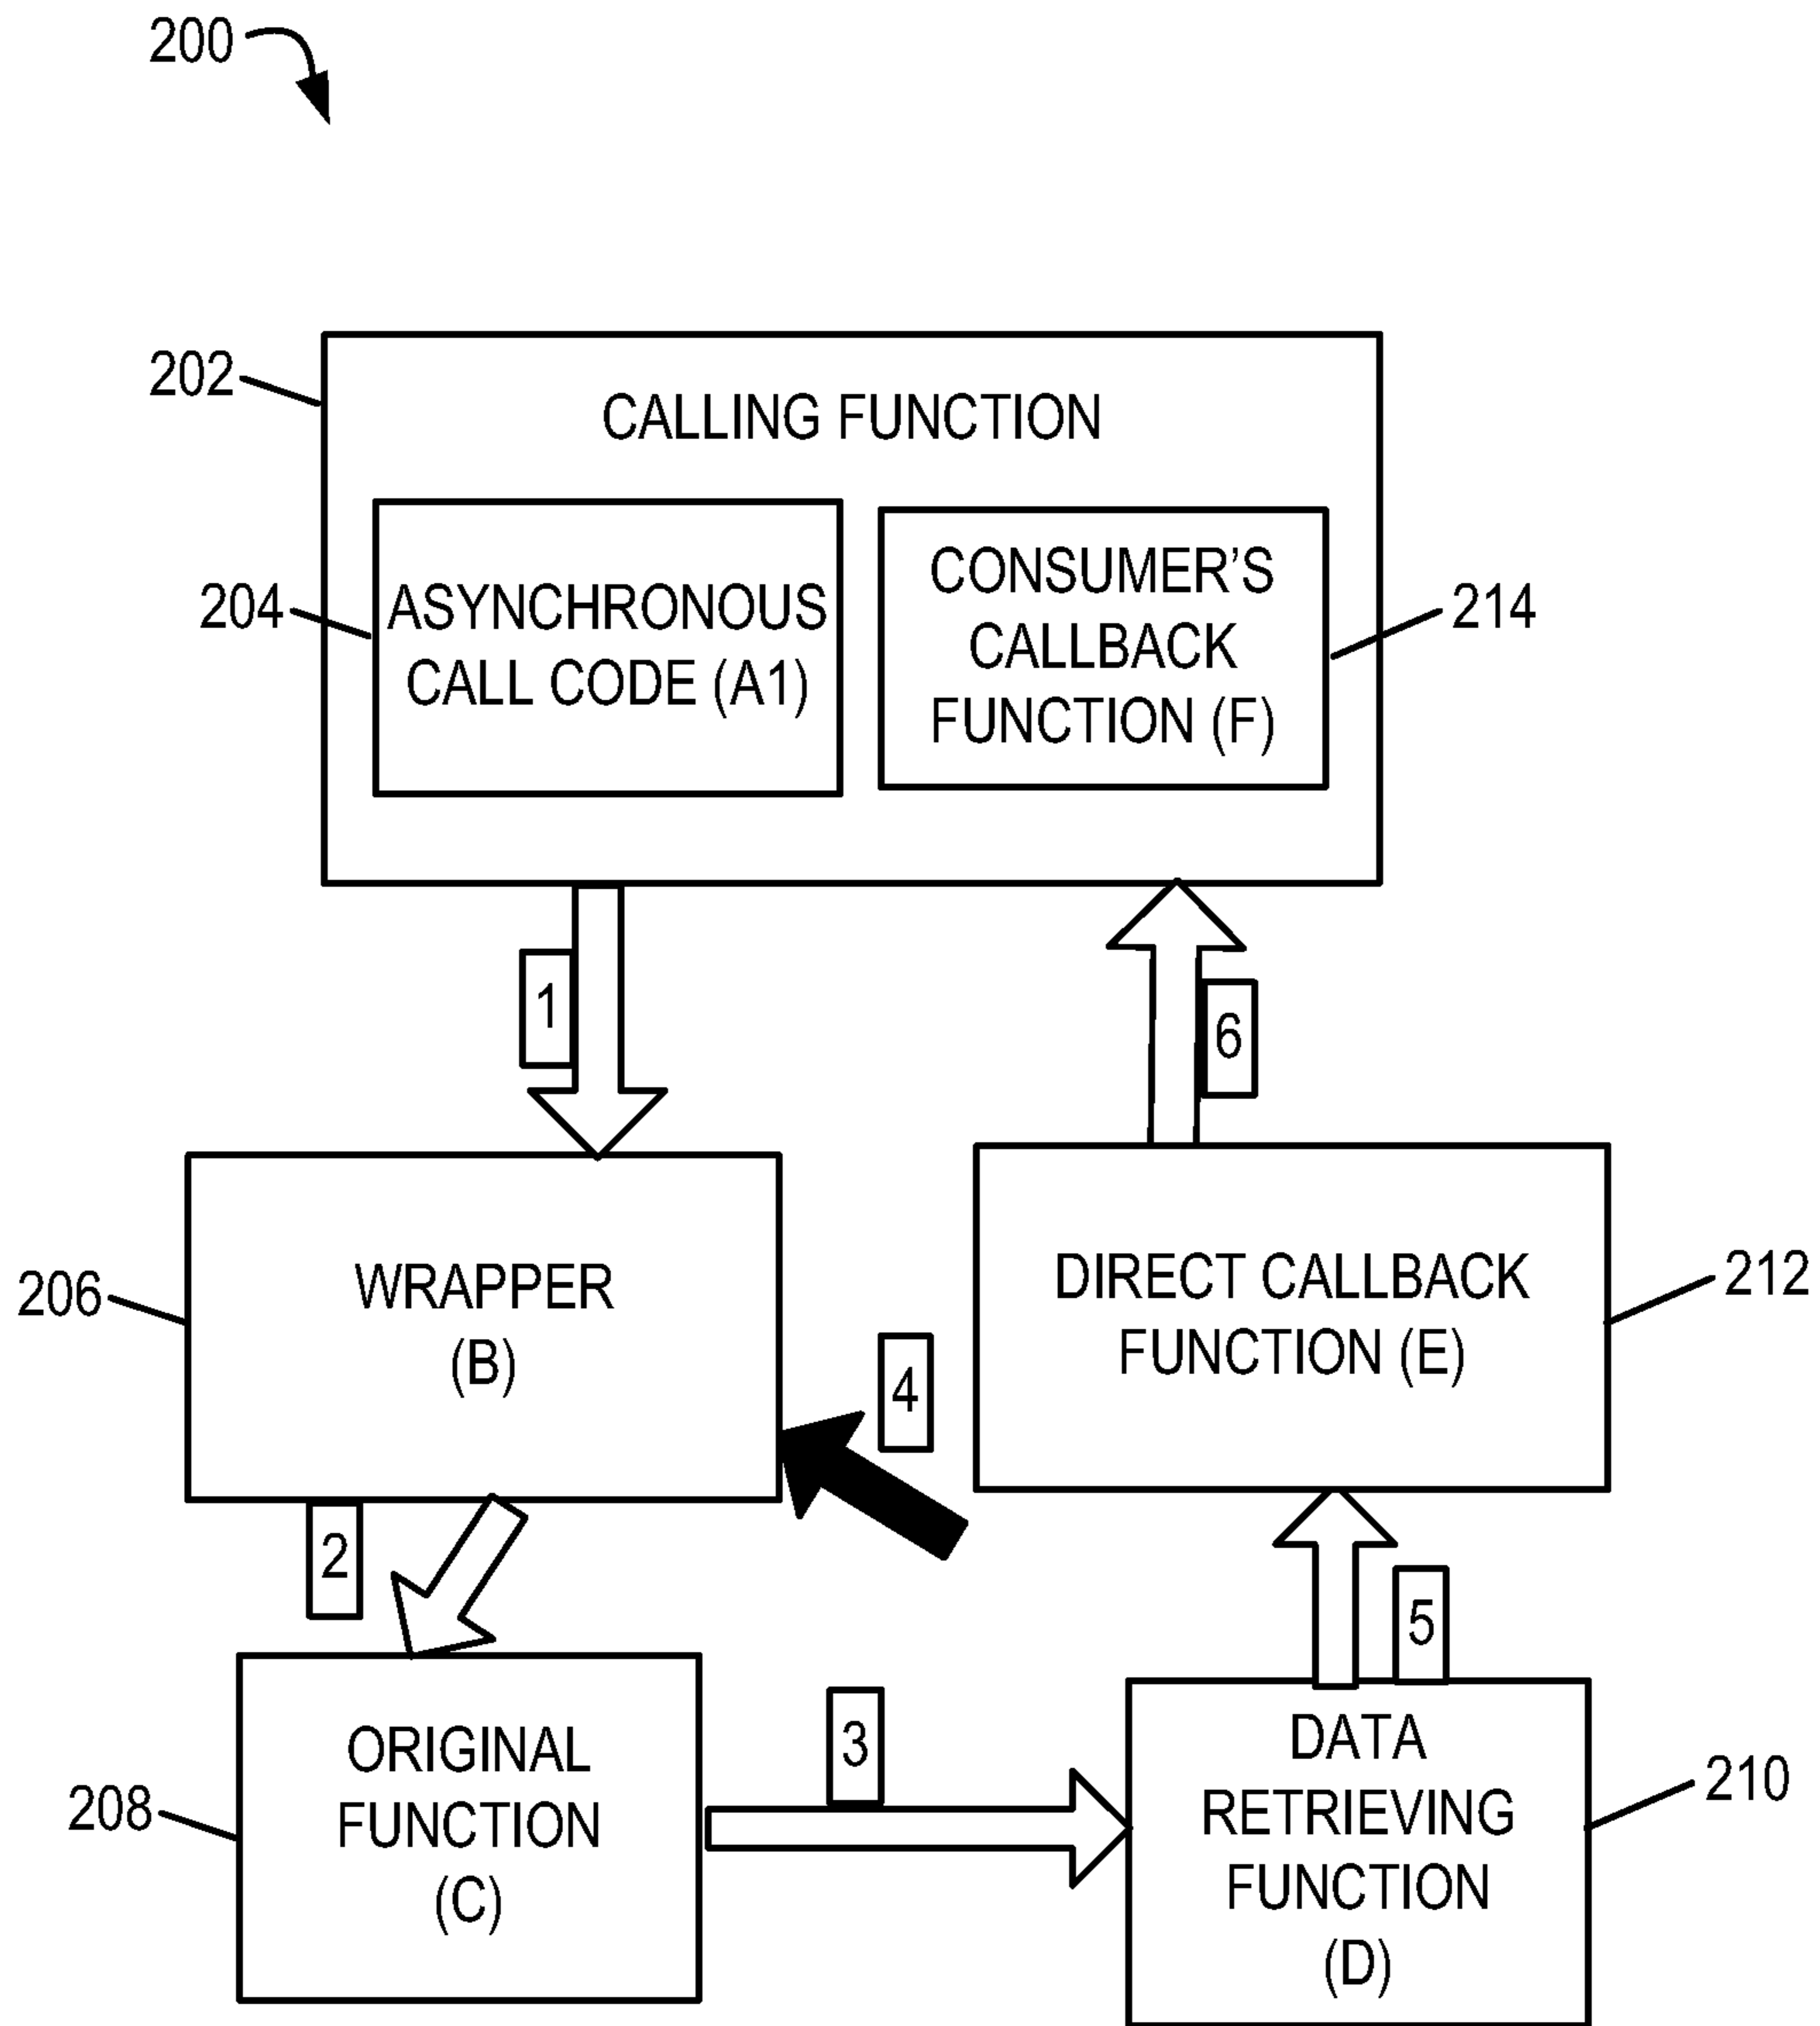 200
202
CALLING FUNCTION
204
ASYNCHRONOUS
CALL CODE (A1)
CONSUMER'S
CALLBACK
FUNCTION (F)
214
1
6
206
WRAPPER
(B)
DIRECT CALLBACK
FUNCTION (E)
212
4
2
5
208
ORIGINAL
FUNCTION
(C)
3
DATA
RETRIEVING
FUNCTION
(D)
210